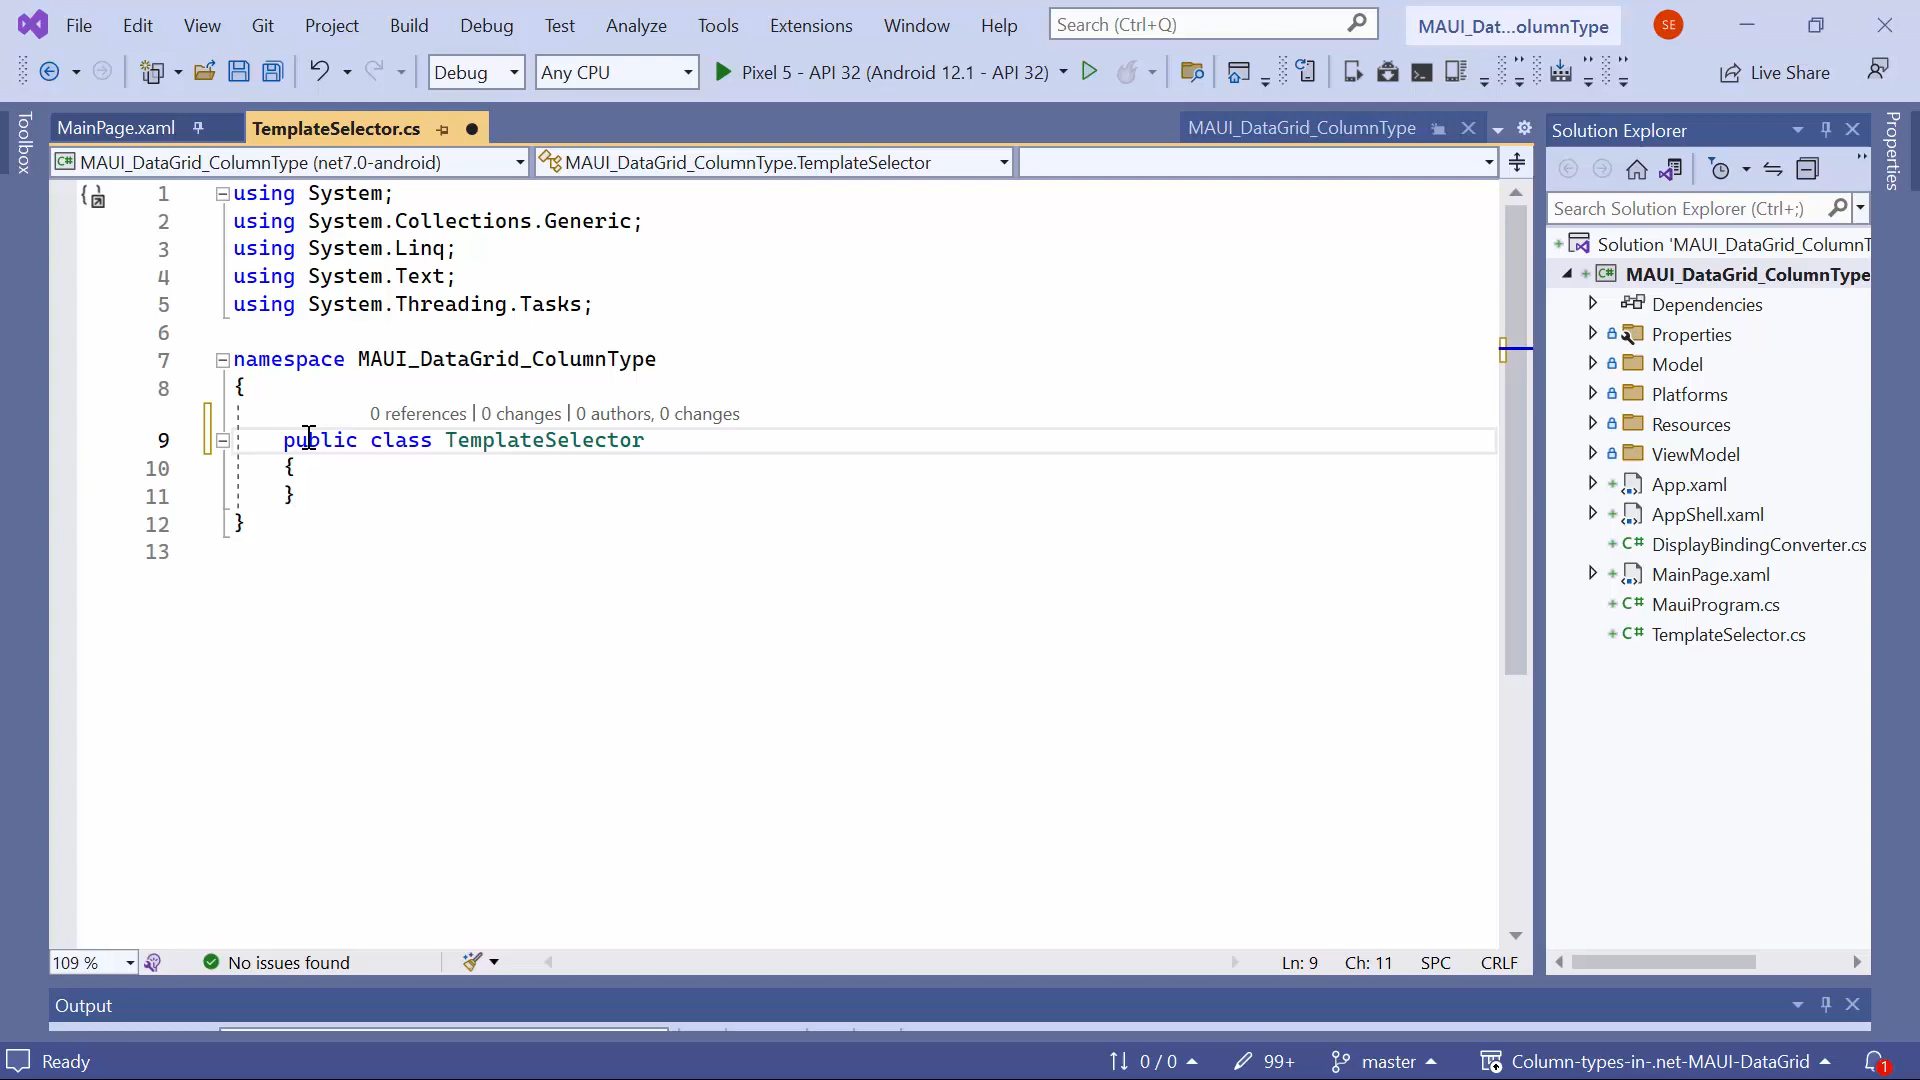 File Edit View Git Project Build Debug Test Analyze Tools Extensions Window Help Search (Ctrl+Q) MAUI_Dat...olumnType SE
Debug Any CPU Pixel 5 - API 32 (Android 12.1 - API 32) Live Share
Toolbox
MainPage.xaml TemplateSelector.cs MAUI_DataGrid_ColumnType
MAUI_DataGrid_ColumnType (net7.0-android) MAUI_DataGrid_ColumnType.TemplateSelector
1 using System;
2 using System.Collections.Generic;
3 using System.Linq;
4 using System.Text;
5 using System.Threading.Tasks;
6
7 namespace MAUI_DataGrid_ColumnType
8 {
0 references | 0 changes | 0 authors, 0 changes
9 public class TemplateSelector
10 {
11 }
12 }
13
109 % No issues found Ln: 9 Ch: 11 SPC CRLF
Solution Explorer
Search Solution Explorer (Ctrl+;)
Solution 'MAUI_DataGrid_ColumnT
MAUI_DataGrid_ColumnType
Dependencies
Properties
Model
Platforms
Resources
ViewModel
App.xaml
AppShell.xaml
DisplayBindingConverter.cs
MainPage.xaml
MauiProgram.cs
TemplateSelector.cs
Properties
Output
Ready 0 / 0 99+ master Column-types-in-.net-MAUI-DataGrid 1